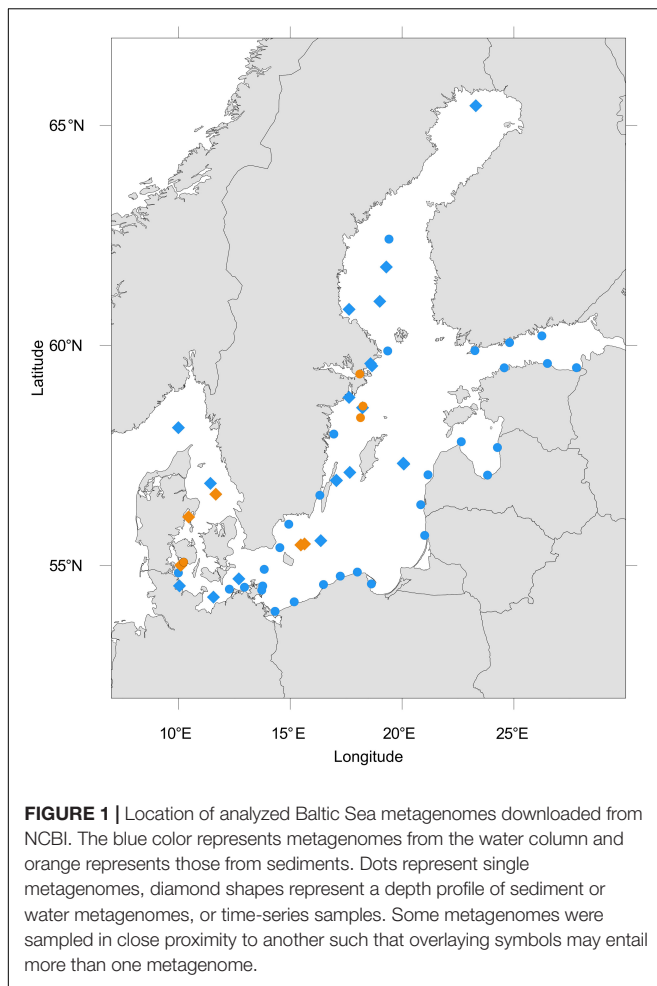 65°N
60°N
55°N
Latitude
10°E 15°E 20°E 25°E
Longitude
FIGURE 1 | Location of analyzed Baltic Sea metagenomes downloaded from
NCBI. The blue color represents metagenomes from the water column and
orange represents those from sediments. Dots represent single
metagenomes, diamond shapes represent a depth profile of sediment or
water metagenomes, or time-series samples. Some metagenomes were
sampled in close proximity to another such that overlaying symbols may entail
more than one metagenome.